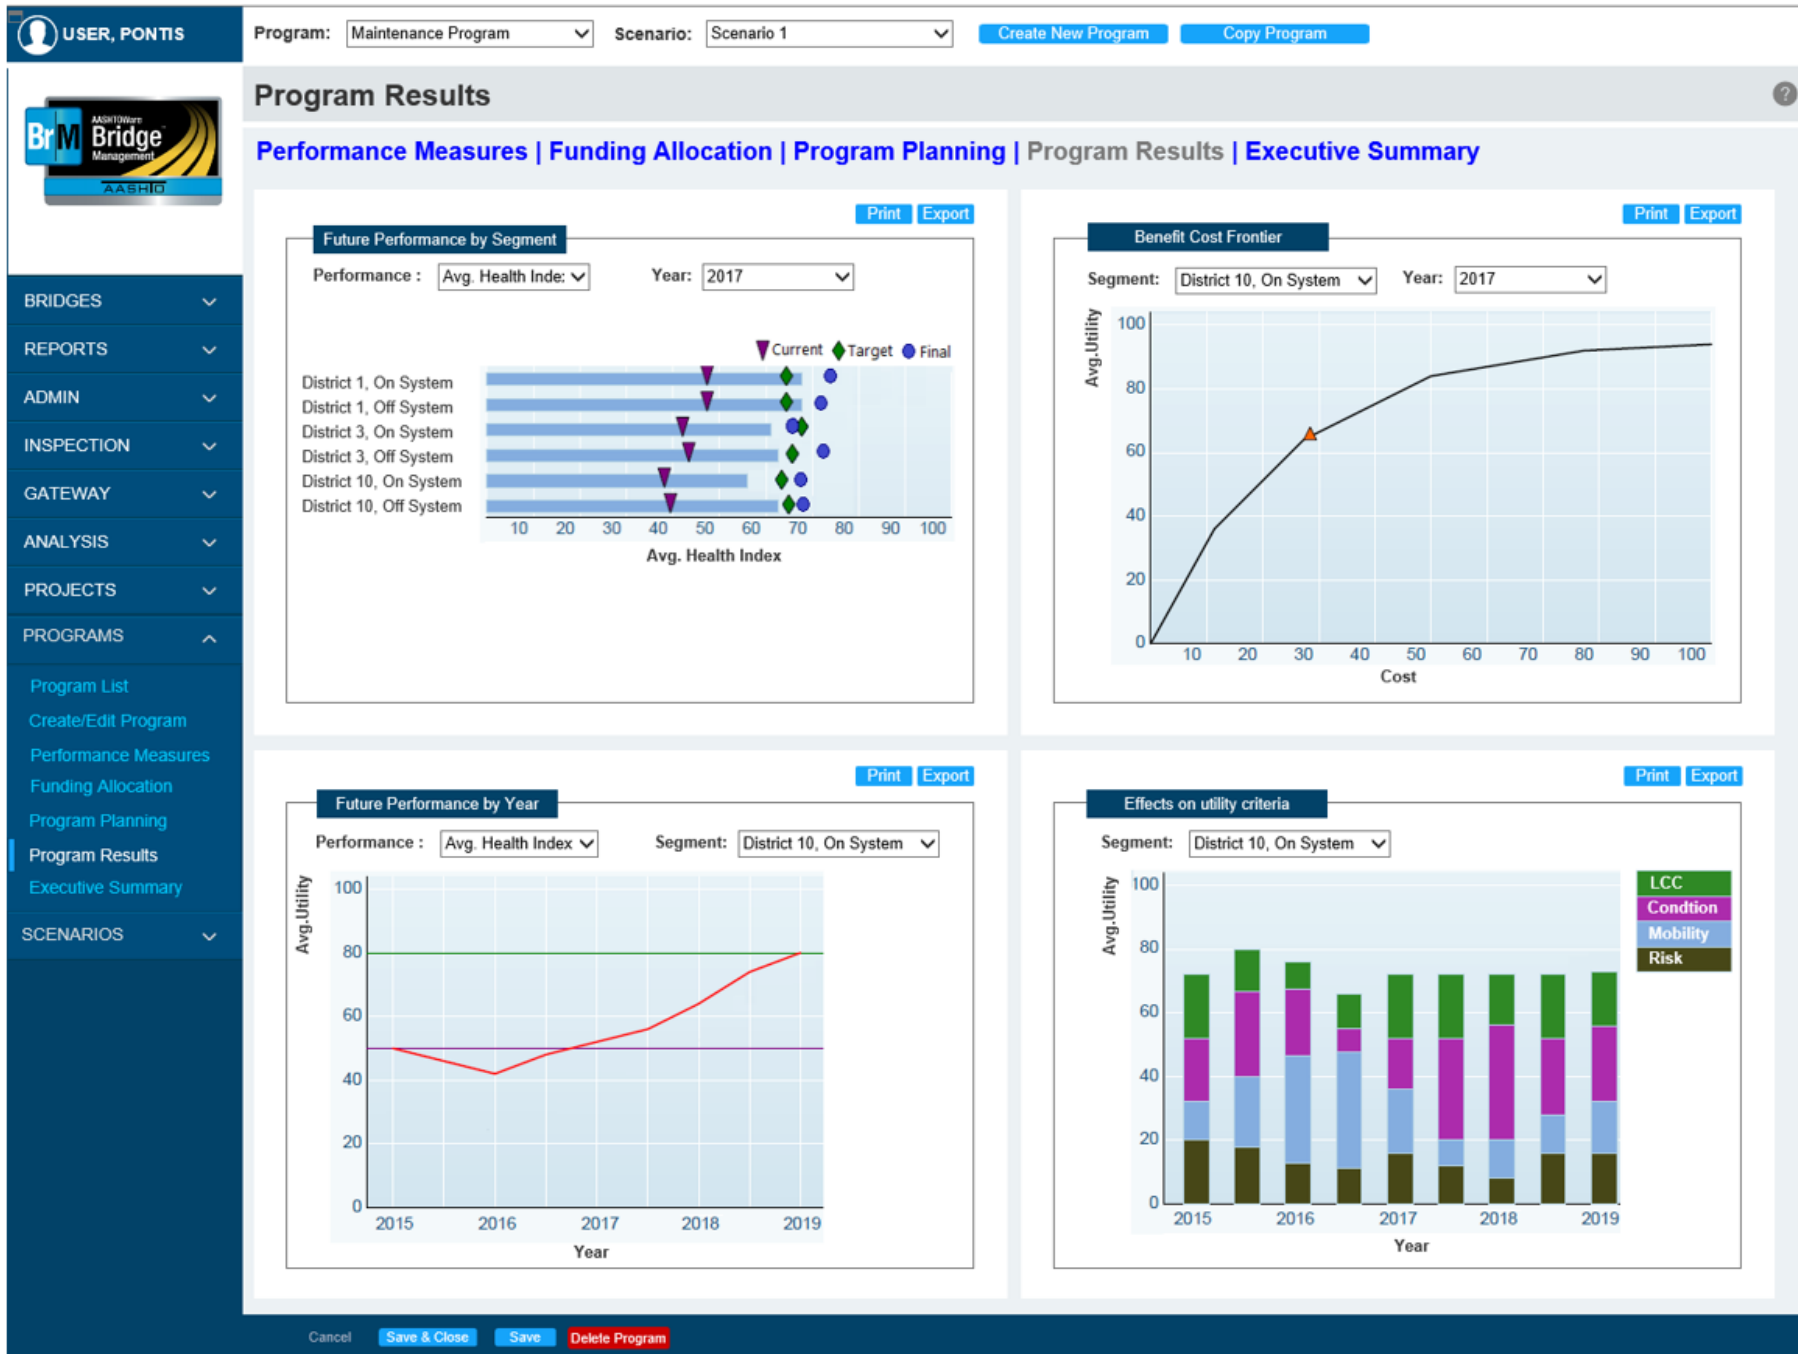 USER, PONTIS
Program: Maintenance Program Scenario: Scenario 1 Create New Program Copy Program
BrM AASHTOWare Bridge Management
AASHTO
Program Results ?
Performance Measures | Funding Allocation | Program Planning | Program Results | Executive Summary
BRIDGES
REPORTS
ADMIN
INSPECTION
GATEWAY
ANALYSIS
PROJECTS
PROGRAMS
Program List
Create/Edit Program
Performance Measures
Funding Allocation
Program Planning
Program Results
Executive Summary
SCENARIOS
Print Export
Future Performance by Segment
Performance : Avg. Health Inde: Year: 2017
Current Target Final
District 1, On System
District 1, Off System
District 3, On System
District 3, Off System
District 10, On System
District 10, Off System
10 20 30 40 50 60 70 80 90 100
Avg. Health Index
Print Export
Benefit Cost Frontier
Segment: District 10, On System Year: 2017
Avg.Utility
100
80
60
40
20
0
10 20 30 40 50 60 70 80 90 100
Cost
Print Export
Future Performance by Year
Performance : Avg. Health Index Segment: District 10, On System
Avg.Utility
100
80
60
40
20
0
2015 2016 2017 2018 2019
Year
Print Export
Effects on utility criteria
Segment: District 10, On System
Avg.Utility
100
80
60
40
20
0
2015 2016 2017 2018 2019
Year
LCC
Condtion
Mobility
Risk
Cancel Save & Close Save Delete Program